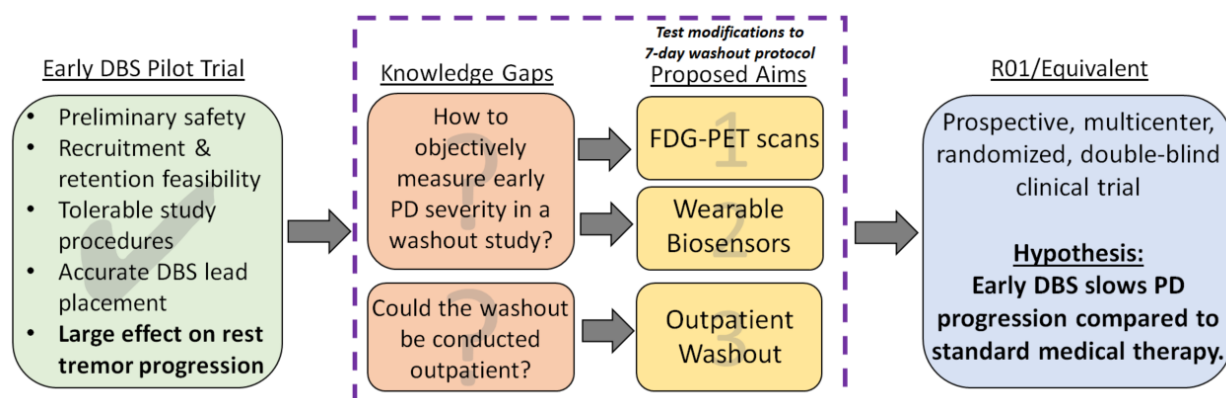 Early DBS Pilot Trial
• Preliminary safety
• Recruitment &
retention feasibility
• Tolerable study
procedures
• Accurate DBS lead
placement
• Large effect on rest
tremor progression
Knowledge Gaps
?
How to
objectively
measure early
PD severity in a
washout study?
?
Could the washout
be conducted
outpatient?
Test modifications to
7-day washout protocol
Proposed Aims
1
FDG-PET scans
2
Wearable
Biosensors
3
Outpatient
Washout
R01/Equivalent
Prospective, multicenter,
randomized, double-blind
clinical trial
Hypothesis:
Early DBS slows PD
progression compared to
standard medical therapy.